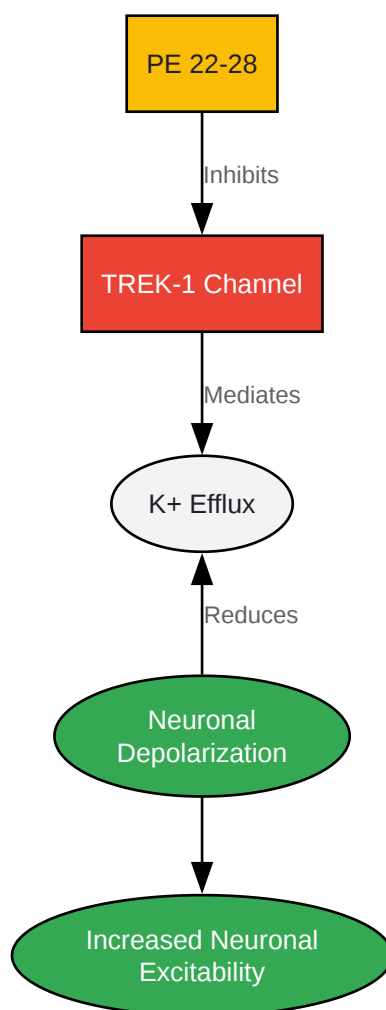 PE 22-28
Inhibits
TREK-1 Channel
Mediates
K+ Efflux
Reduces
Neuronal
Depolarization
Increased Neuronal
Excitability